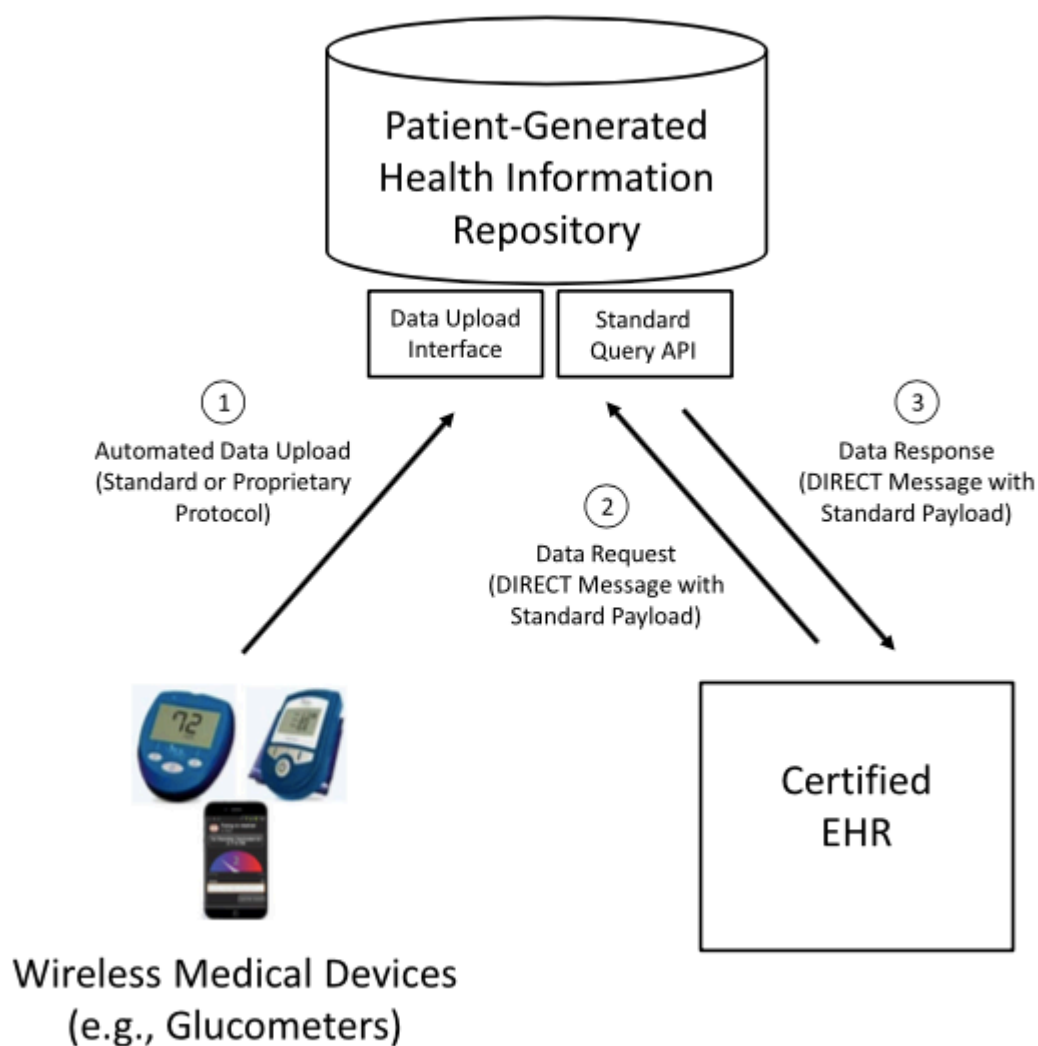 Patient-Generated
Health Information
Repository
Data Upload
Interface
Standard
Query API
1
Automated Data Upload
(Standard or Proprietary
Protocol)
2
Data Request
(DIRECT Message with
Standard Payload)
3
Data Response
(DIRECT Message with
Standard Payload)
72
Certified
EHR
Wireless Medical Devices
(e.g., Glucometers)